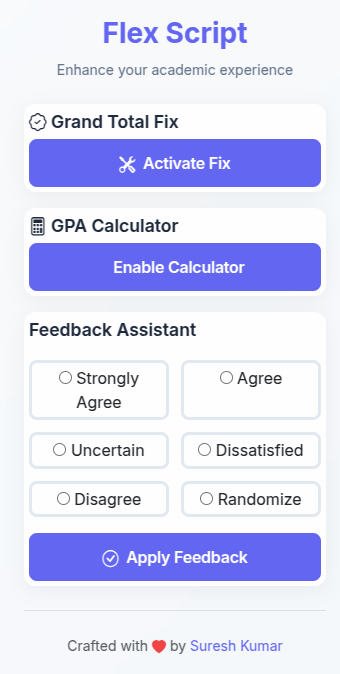 Flex Script
Enhance your academic experience
Grand Total Fix
Activate Fix
GPA Calculator
Enable Calculator
Feedback Assistant
Strongly
Agree
Agree
Uncertain
Dissatisfied
Disagree
Randomize
Apply Feedback
Crafted with ❤️ by Suresh Kumar